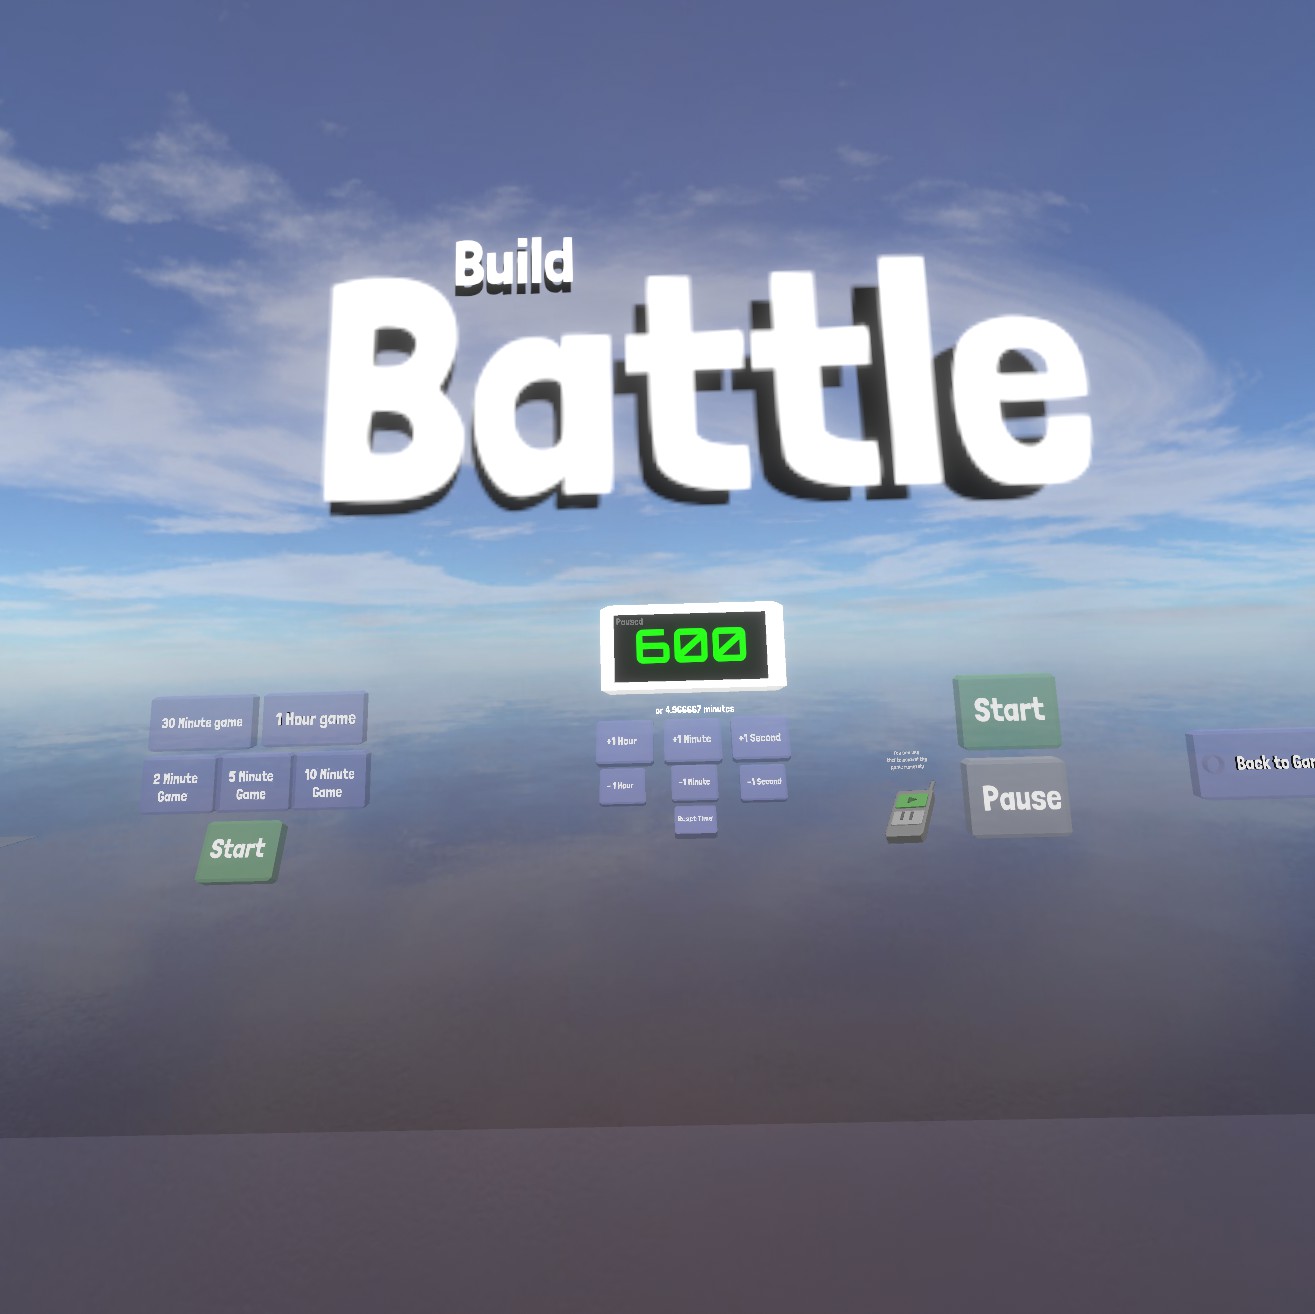 Build
Battle
Paused
600
or 4.966667 minutes
30 Minute game
1 Hour game
2 Minute
Game
5 Minute
Game
10 Minute
Game
Start
+1 Hour
+1 Minute
+1 Second
-1 Hour
-1 Minute
-1 Second
Reset Time
Start
Pause
Back to Gam